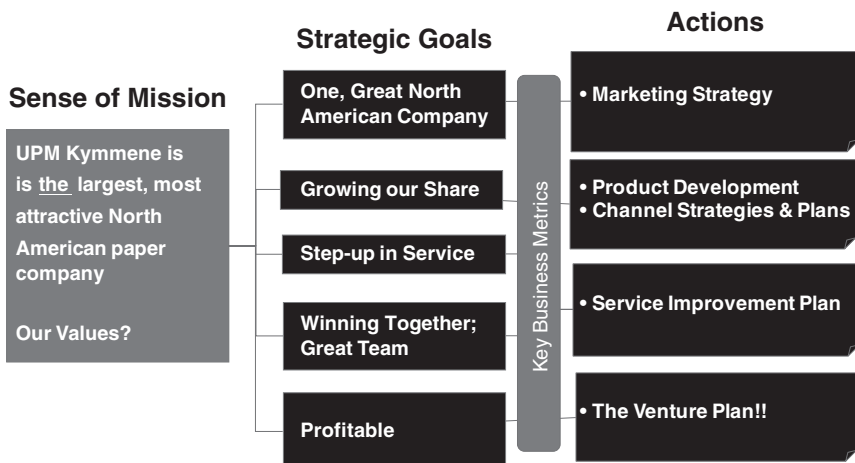 Sense of Mission
UPM Kymmene is
is the largest, most
attractive North
American paper
company
Our Values?
Strategic Goals
One, Great North
American Company
Growing our Share
Step-up in Service
Winning Together;
Great Team
Profitable
Key Business Metrics
Actions
• Marketing Strategy
• Product Development
• Channel Strategies & Plans
• Service Improvement Plan
• The Venture Plan!!